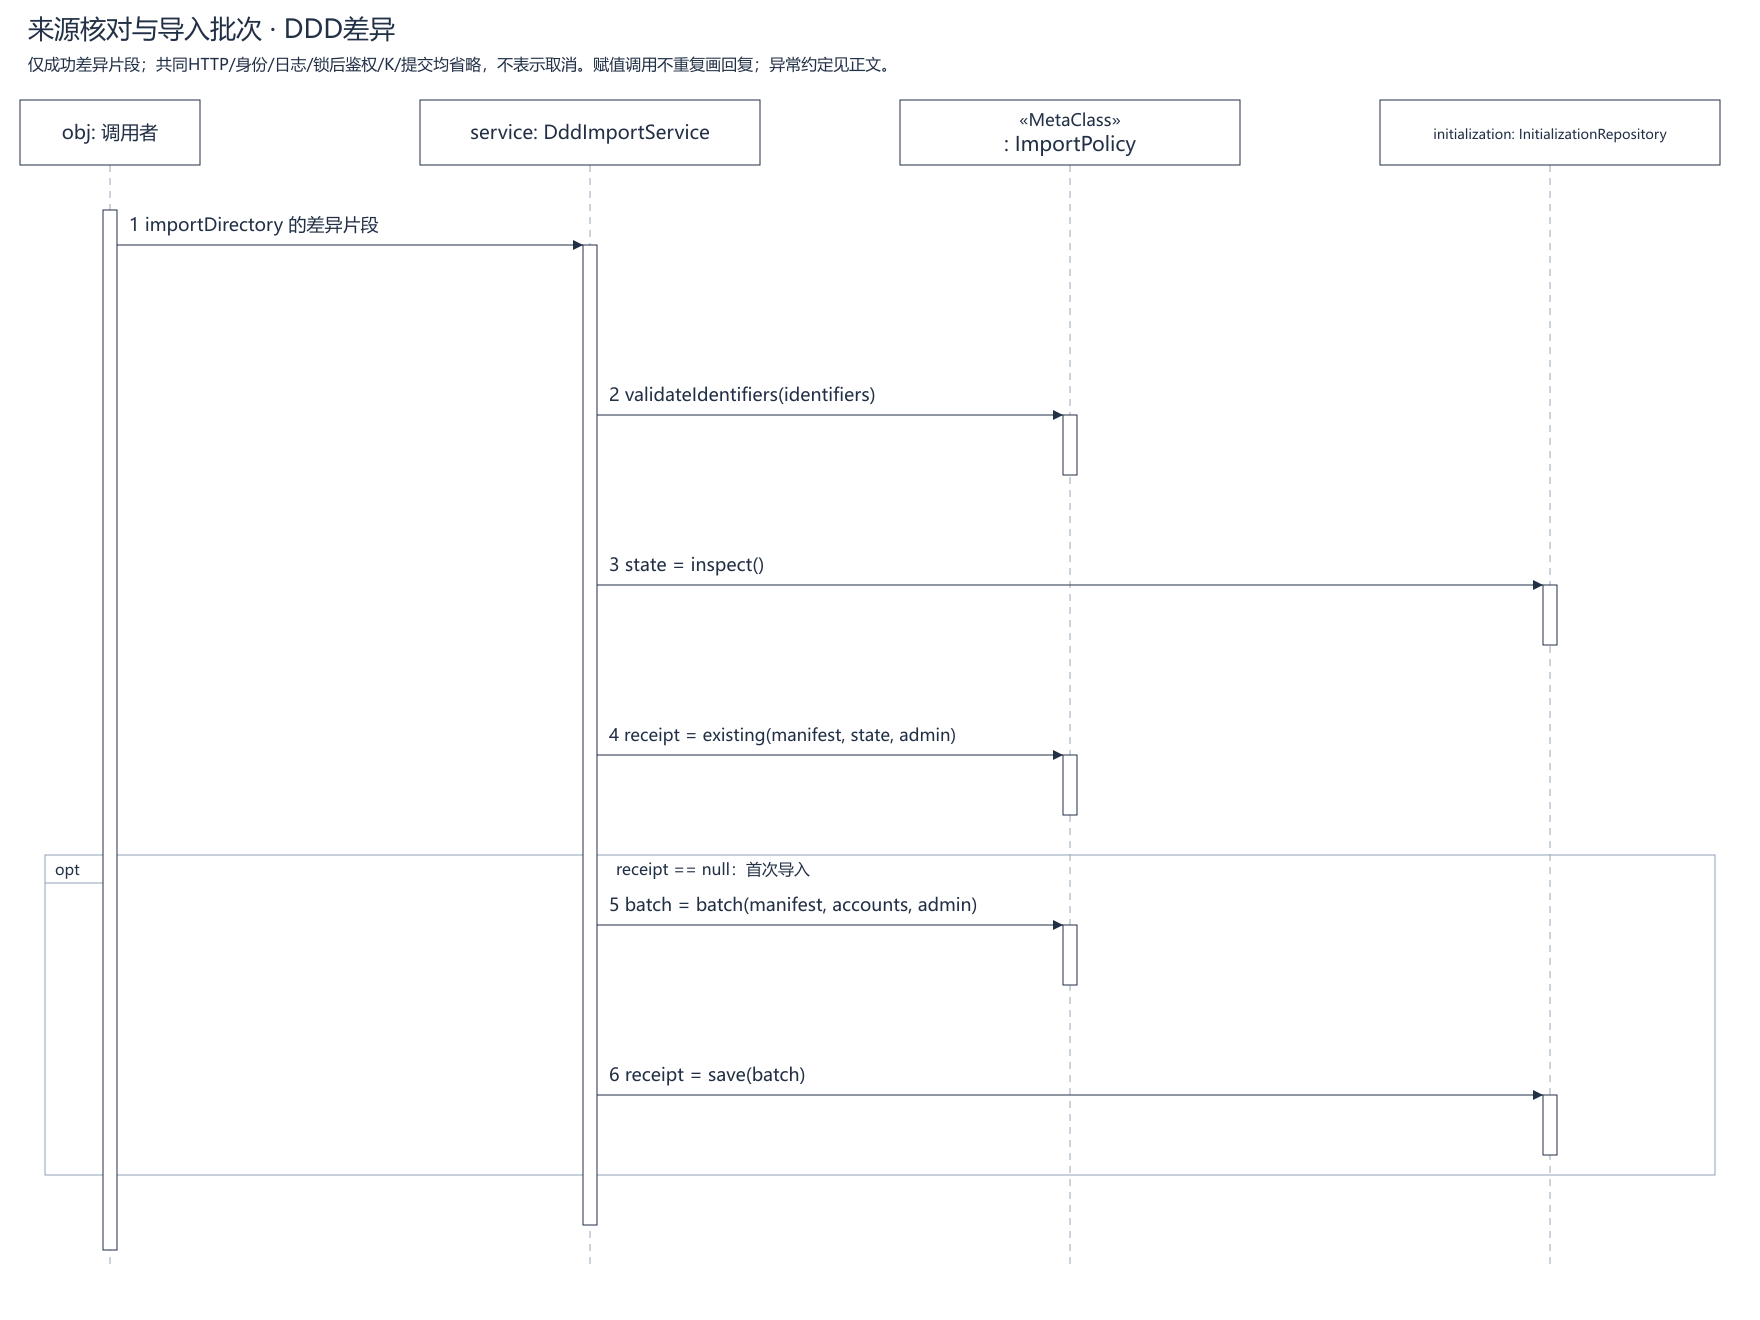 来源核对与导入批次 · DDD差异
仅成功差异片段；共同HTTP/身份/日志/锁后鉴权/K/提交均省略，不表示取消。赋值调用不重复画回复；异常约定见正文。
obj: 调用者
service: DddImportService
«MetaClass»
: ImportPolicy
initialization: InitializationRepository
1 importDirectory 的差异片段
2 validateIdentifiers(identifiers)
3 state = inspect()
4 receipt = existing(manifest, state, admin)
opt
receipt == null：首次导入
5 batch = batch(manifest, accounts, admin)
6 receipt = save(batch)